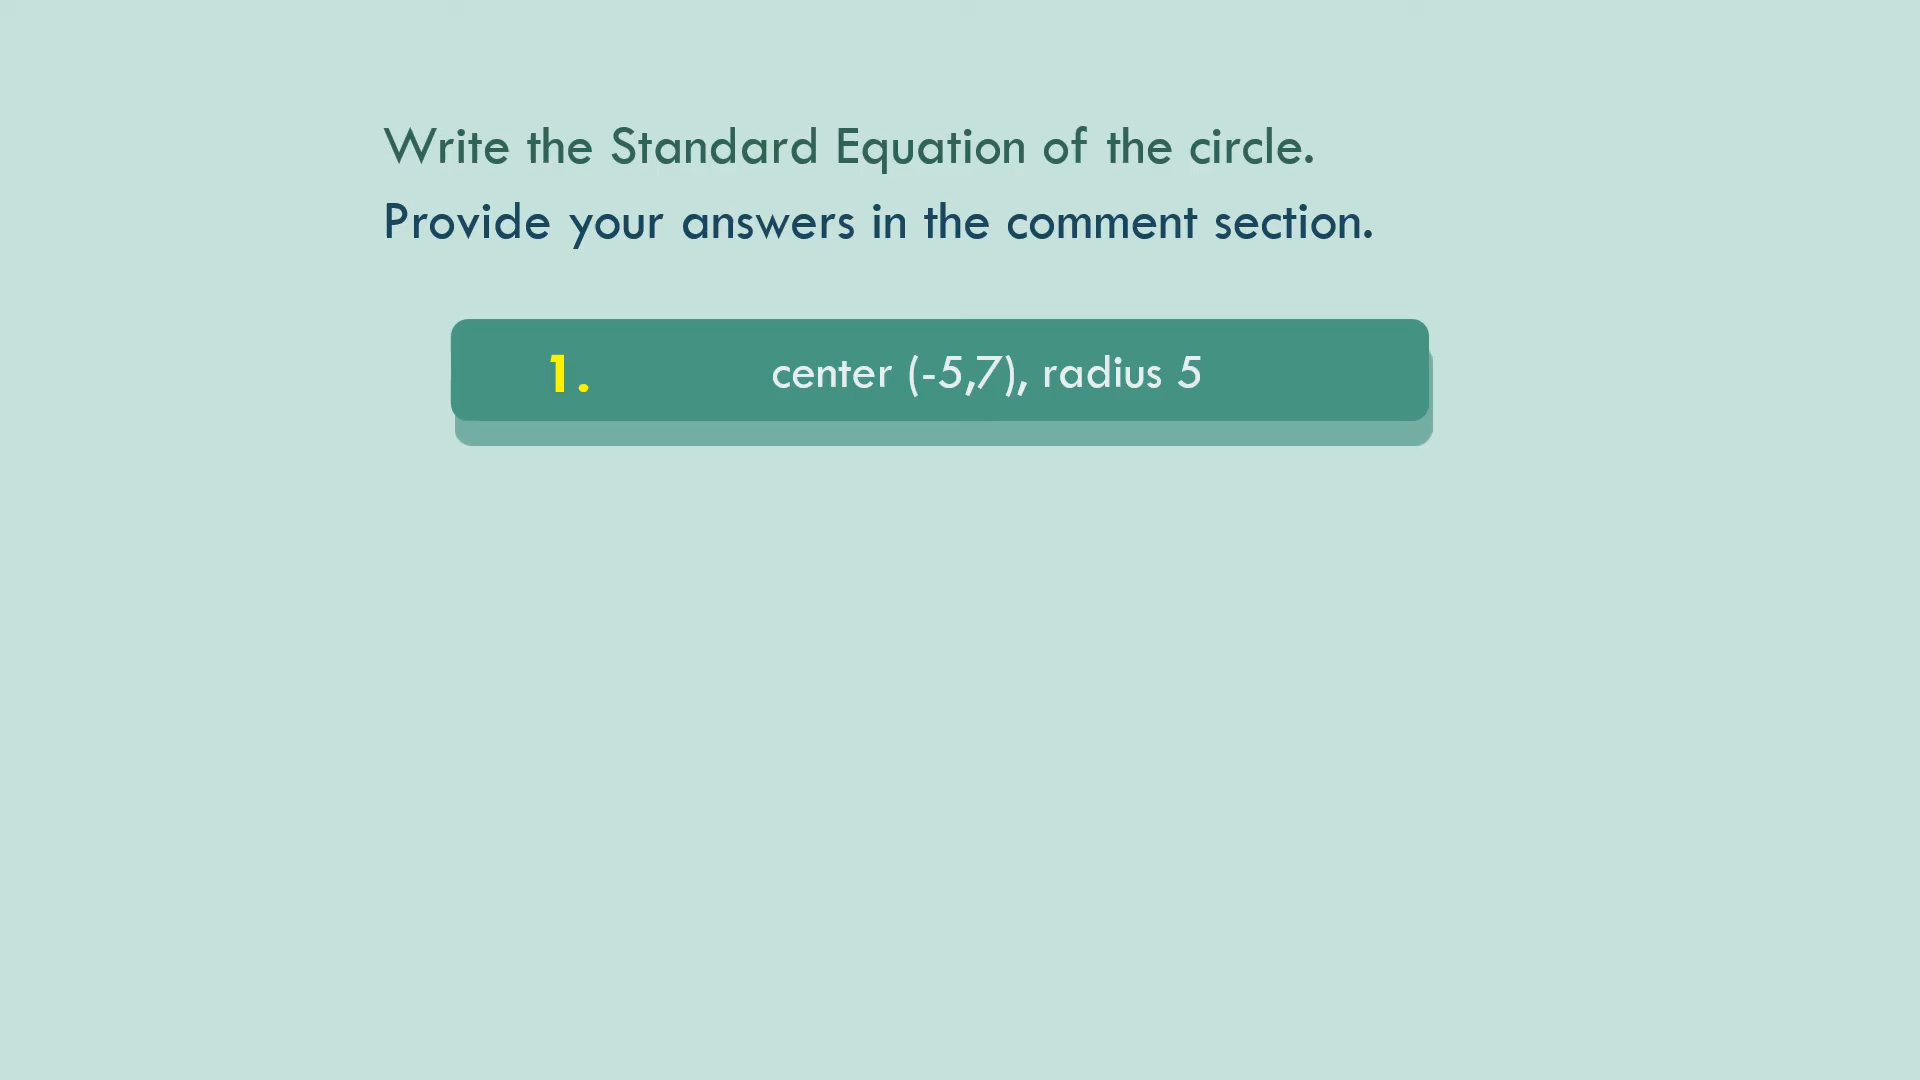 Write the Standard Equation of the circle.
Provide your answers in the comment section.
1. center (-5,7), radius 5